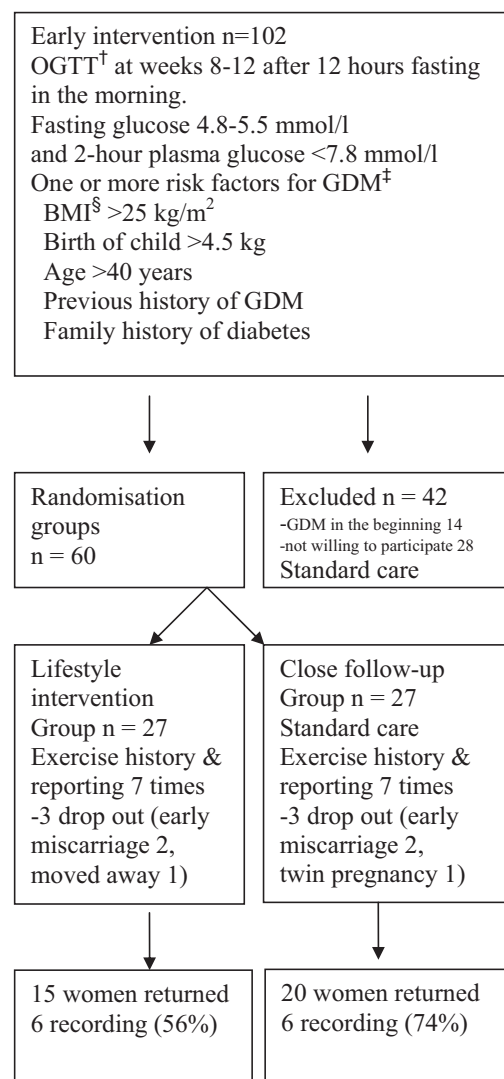 Early intervention n=102
OGTT† at weeks 8-12 after 12 hours fasting
in the morning.
Fasting glucose 4.8-5.5 mmol/l
and 2-hour plasma glucose <7.8 mmol/l
One or more risk factors for GDM‡
BMI§ >25 kg/m²
Birth of child >4.5 kg
Age >40 years
Previous history of GDM
Family history of diabetes
Randomisation
groups
n = 60
Excluded n = 42
-GDM in the beginning 14
-not willing to participate 28
Standard care
Lifestyle
intervention
Group n = 27
Exercise history &
reporting 7 times
-3 drop out (early
miscarriage 2,
moved away 1)
Close follow-up
Group n = 27
Standard care
Exercise history &
reporting 7 times
-3 drop out (early
miscarriage 2,
twin pregnancy 1)
15 women returned
6 recording (56%)
20 women returned
6 recording (74%)